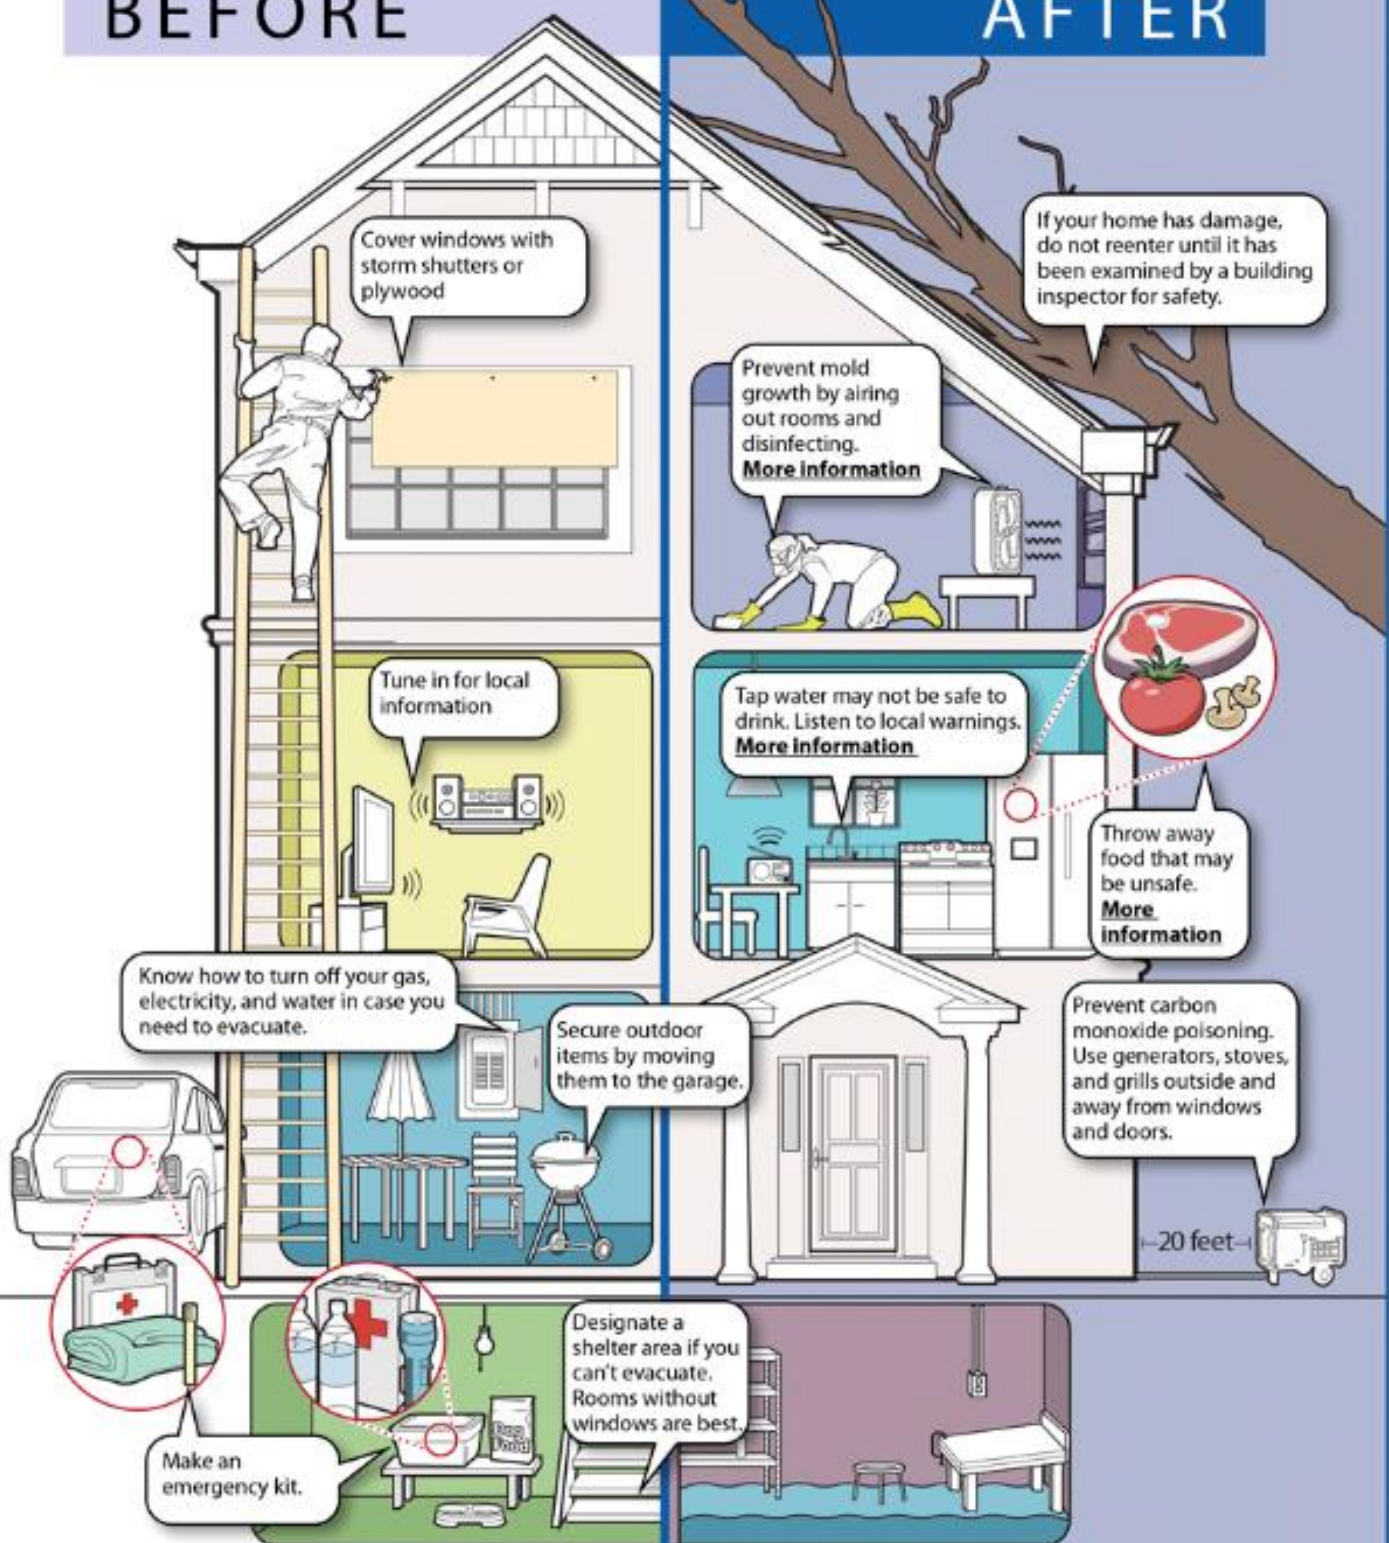 BEFORE
AFTER
Cover windows with
storm shutters or
plywood
If your home has damage,
do not reenter until it has
been examined by a building
inspector for safety.
Prevent mold
growth by airing
out rooms and
disinfecting.
More information
Tune in for local
information
Tap water may not be safe to
drink. Listen to local warnings.
More information
Throw away
food that may
be unsafe.
More
information
Know how to turn off your gas,
electricity, and water in case you
need to evacuate.
Secure outdoor
items by moving
them to the garage.
Prevent carbon
monoxide poisoning.
Use generators, stoves,
and grills outside and
away from windows
and doors.
20 feet
Designate a
shelter area if you
can't evacuate.
Rooms without
windows are best.
Dog
Food
Make an
emergency kit.